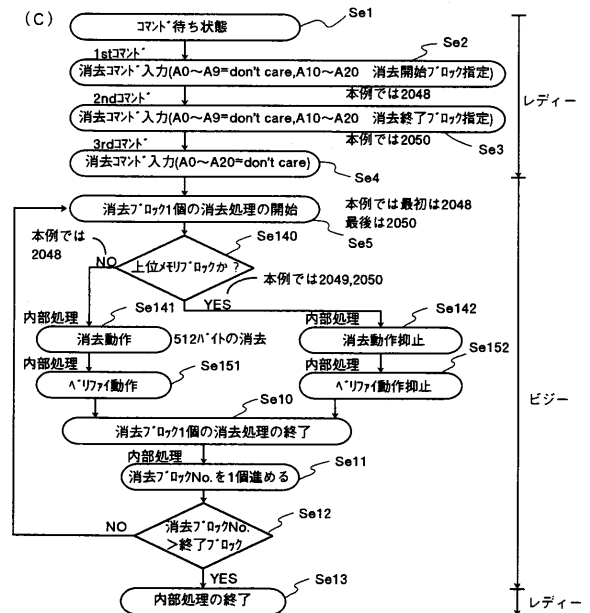 (C)
コマンド待ち状態
Se1
1stコマンド
Se2
消去コマンド入力(A0〜A9=don't care,A10〜A20 消去開始ブロック指定)
本例では2048
レディー
2ndコマンド
消去コマンド入力(A0〜A9=don't care,A10〜A20 消去終了ブロック指定)
本例では2050
Se3
3rdコマンド
消去コマンド入力(A0〜A20=don't care)
Se4
消去ブロック1個の消去処理の開始
本例では最初は2048
最後は2050
Se5
本例では
2048
NO
上位メモリブロックか?
Se140
本例では2049,2050
YES
内部処理
Se141
消去動作
512バイトの消去
内部処理
Se142
消去動作抑止
内部処理
Se151
ベリファイ動作
内部処理
Se152
ベリファイ動作抑止
ビジー
Se10
消去ブロック1個の消去処理の終了
内部処理
Se11
消去ブロックNo.を1個進める
NO
消去ブロックNo.
>終了ブロック
Se12
YES
Se13
内部処理の終了
レディー